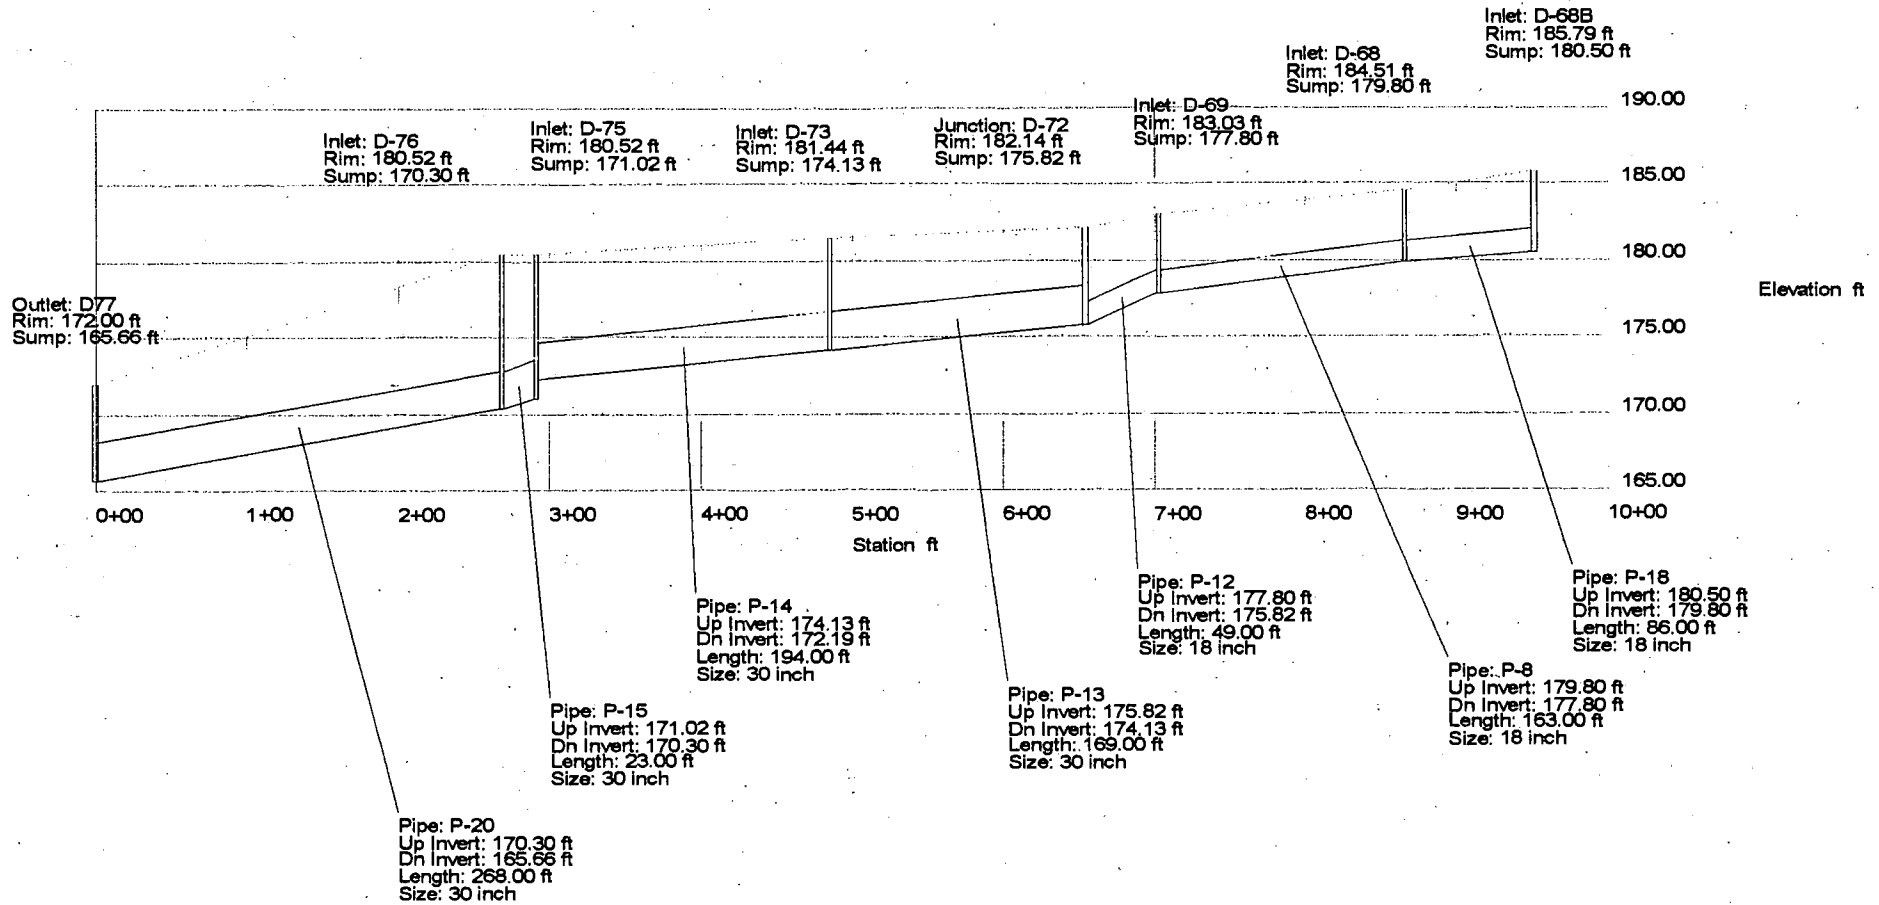 Inlet: D-68B
Rim: 185.79 ft
Sump: 180.50 ft
Inlet: D-68
Rim: 184.51 ft
Sump: 179.80 ft
Inlet: D-69
Rim: 183.03 ft
Sump: 177.80 ft
Junction: D-72
Rim: 182.14 ft
Sump: 175.82 ft
Inlet: D-73
Rim: 181.44 ft
Sump: 174.13 ft
Inlet: D-75
Rim: 180.52 ft
Sump: 171.02 ft
Inlet: D-76
Rim: 180.52 ft
Sump: 170.30 ft
Outlet: D77
Rim: 172.00 ft
Sump: 165.66 ft
190.00
185.00
180.00
175.00
170.00
165.00
Elevation ft
0+00 1+00 2+00 3+00 4+00 5+00 6+00 7+00 8+00 9+00 10+00
Station ft
Pipe: P-18
Up Invert: 180.50 ft
Dn Invert: 179.80 ft
Length: 86.00 ft
Size: 18 inch
Pipe: P-12
Up Invert: 177.80 ft
Dn Invert: 175.82 ft
Length: 49.00 ft
Size: 18 inch
Pipe: P-14
Up Invert: 174.13 ft
Dn Invert: 172.19 ft
Length: 194.00 ft
Size: 30 inch
Pipe: P-8
Up Invert: 179.80 ft
Dn Invert: 177.80 ft
Length: 163.00 ft
Size: 18 inch
Pipe: P-13
Up Invert: 175.82 ft
Dn Invert: 174.13 ft
Length: 169.00 ft
Size: 30 inch
Pipe: P-15
Up Invert: 171.02 ft
Dn Invert: 170.30 ft
Length: 23.00 ft
Size: 30 inch
Pipe: P-20
Up Invert: 170.30 ft
Dn Invert: 165.66 ft
Length: 268.00 ft
Size: 30 inch